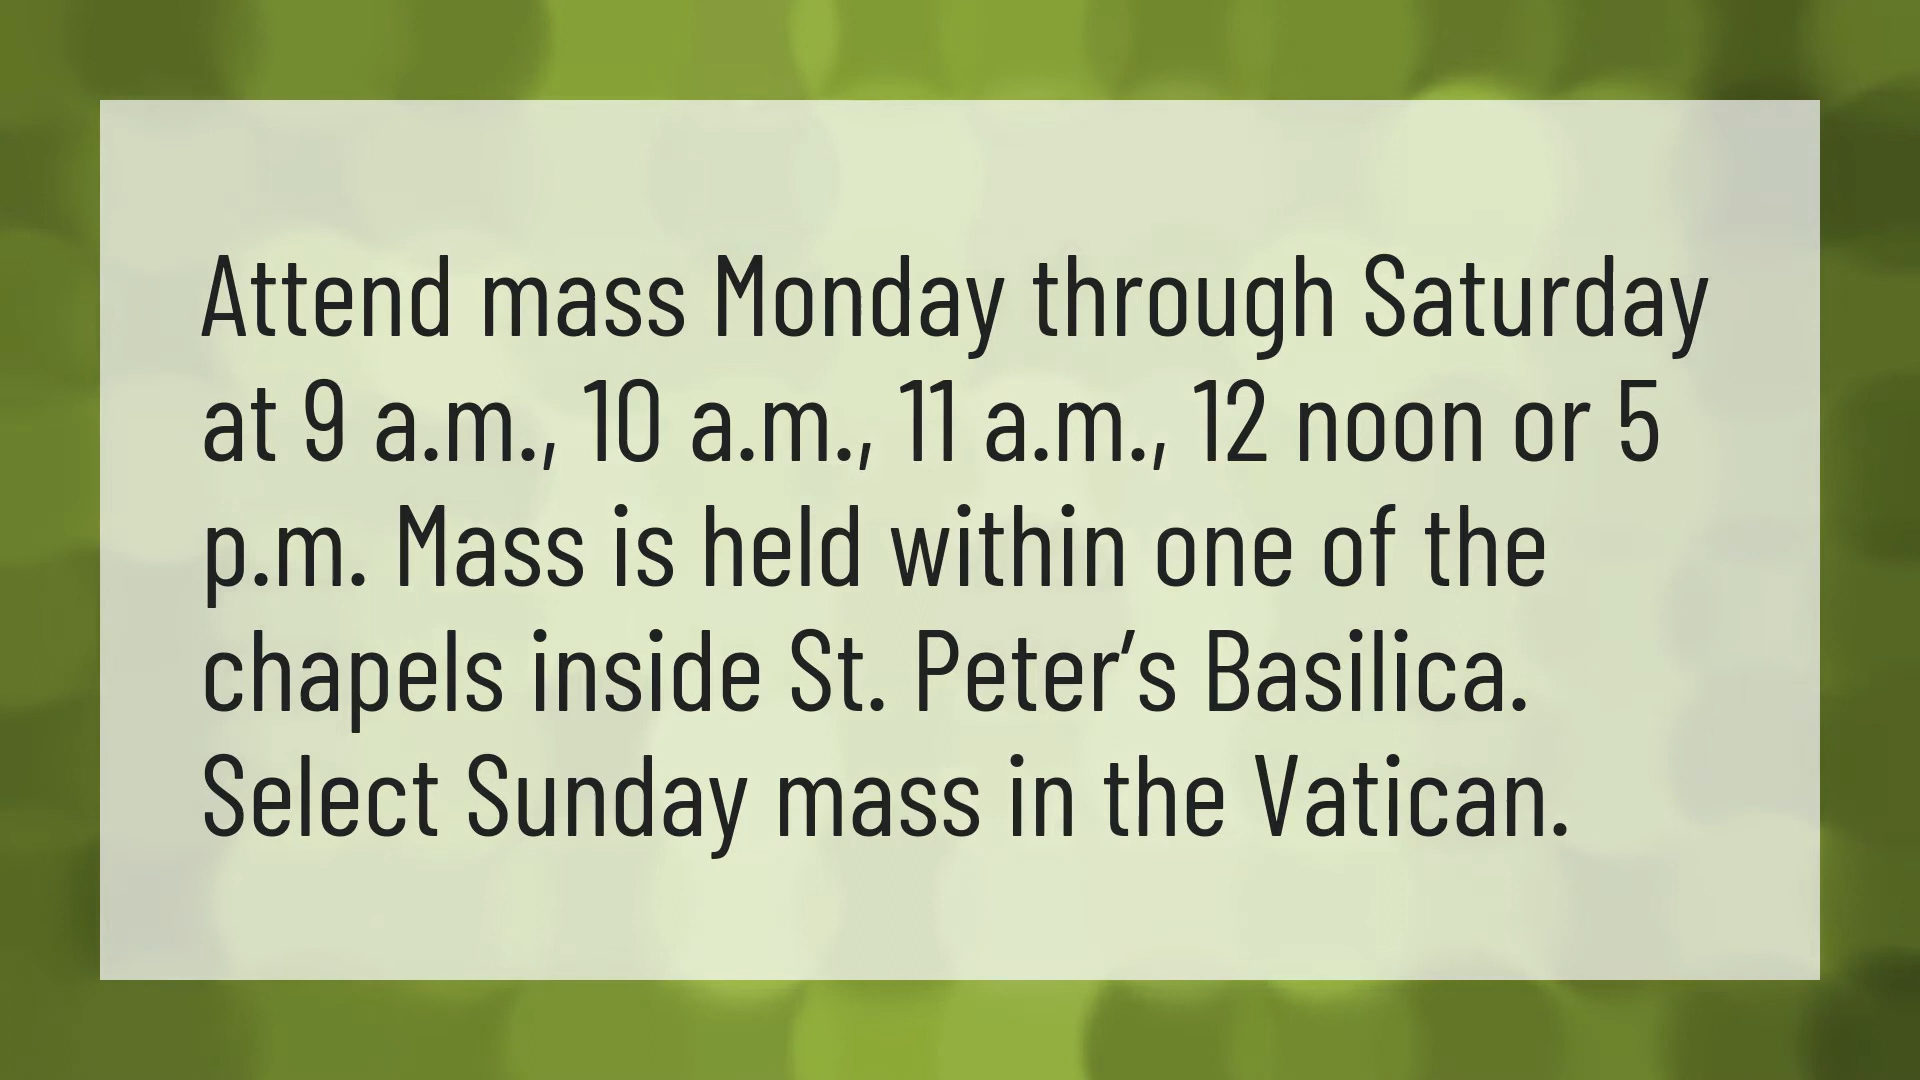 Attend mass Monday through Saturday
at 9 a.m., 10 a.m., 11 a.m., 12 noon or 5
p.m. Mass is held within one of the
chapels inside St. Peter’s Basilica.
Select Sunday mass in the Vatican.